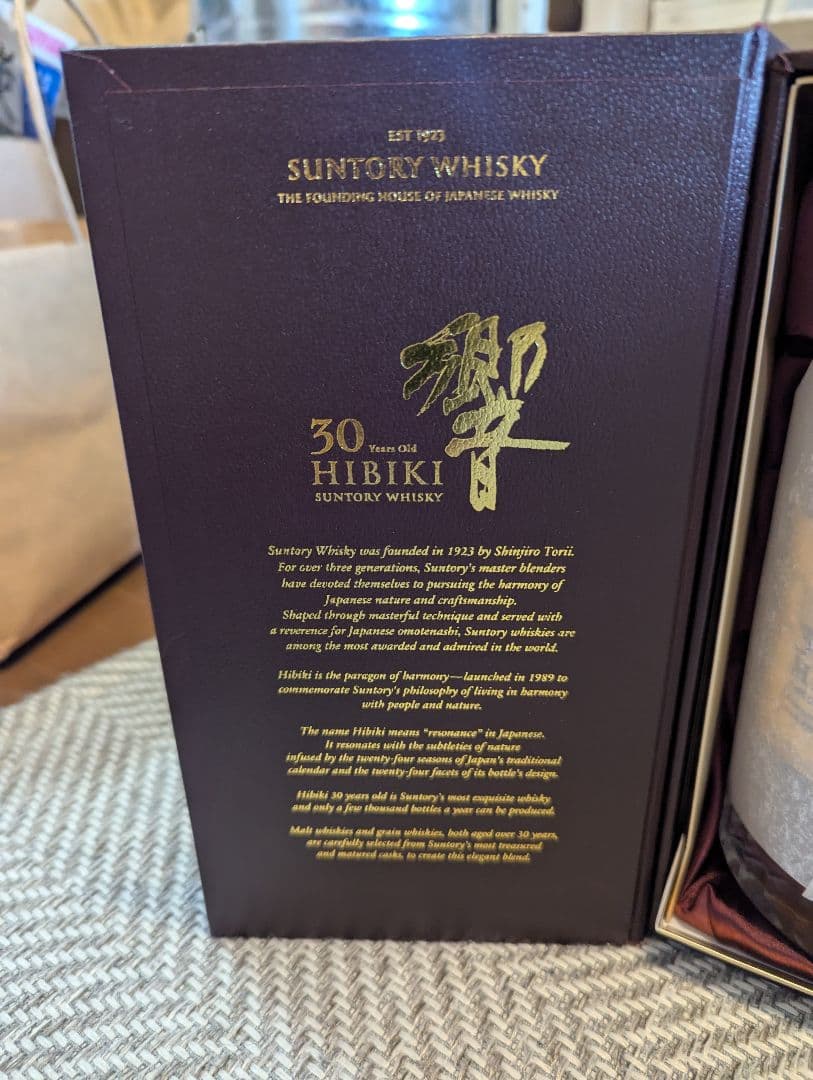 EST 1923
SUNTORY WHISKY
THE FOUNDING HOUSE OF JAPANESE WHISKY
響
30 Years Old
HIBIKI
SUNTORY WHISKY
Suntory Whisky was founded in 1923 by Shinjiro Torii.
For over three generations, Suntory's master blenders
have devoted themselves to pursuing the harmony of
Japanese nature and craftsmanship.
Shaped through masterful technique and served with
a reverence for Japanese omotenashi, Suntory whiskies are
among the most awarded and admired in the world.
Hibiki is the paragon of harmony—launched in 1989 to
commemorate Suntory's philosophy of living in harmony
with people and nature.
The name Hibiki means "resonance" in Japanese.
It resonates with the subtleties of nature
infused by the twenty-four seasons of Japan's traditional
calendar and the twenty-four facets of its bottle's design.
Hibiki 30 years old is Suntory's most exquisite whisky
and only a few thousand bottles a year can be produced.
Malt whiskies and grain whiskies, both aged over 30 years,
are carefully selected from Suntory's most treasured
and matured casks, to create this elegant blend.